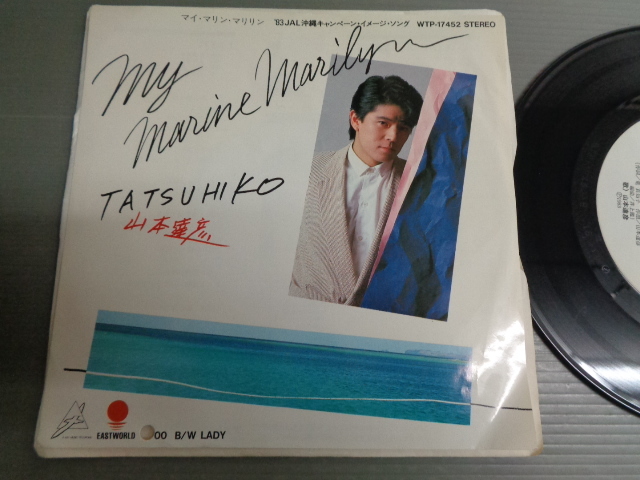 マイ・マリン・マリリン '83 JAL沖縄キャンペーン・イメージ・ソング WTP-17452 STEREO
My
Marine Marilyn
TATSUHIKO
山本達彦
EASTWORLD 00 B/W LADY